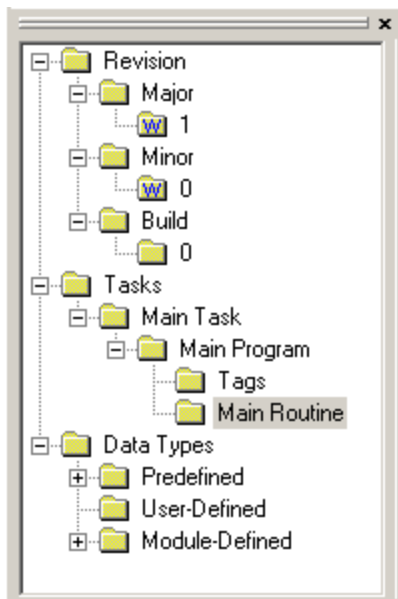 Revision
Major
W 1
Minor
W 0
Build
0
Tasks
Main Task
Main Program
Tags
Main Routine
Data Types
Predefined
User-Defined
Module-Defined